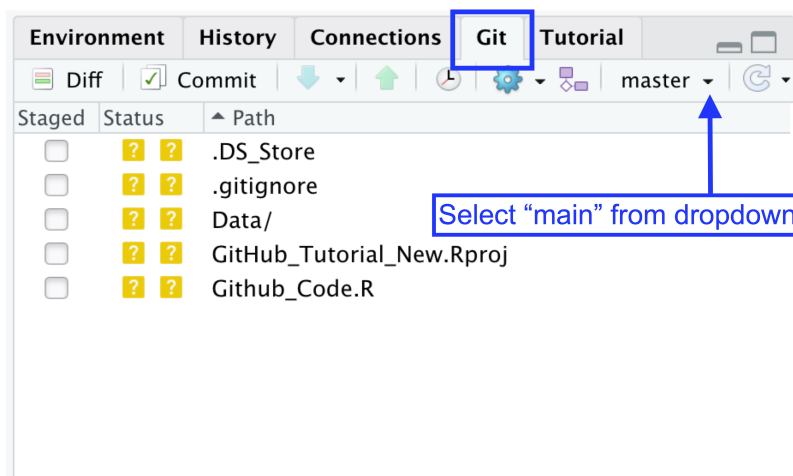 Environment History Connections Git Tutorial
Diff Commit master
Staged Status Path
? ? .DS_Store
? ? .gitignore
? ? Data/
Select “main” from dropdown
? ? GitHub_Tutorial_New.Rproj
? ? Github_Code.R